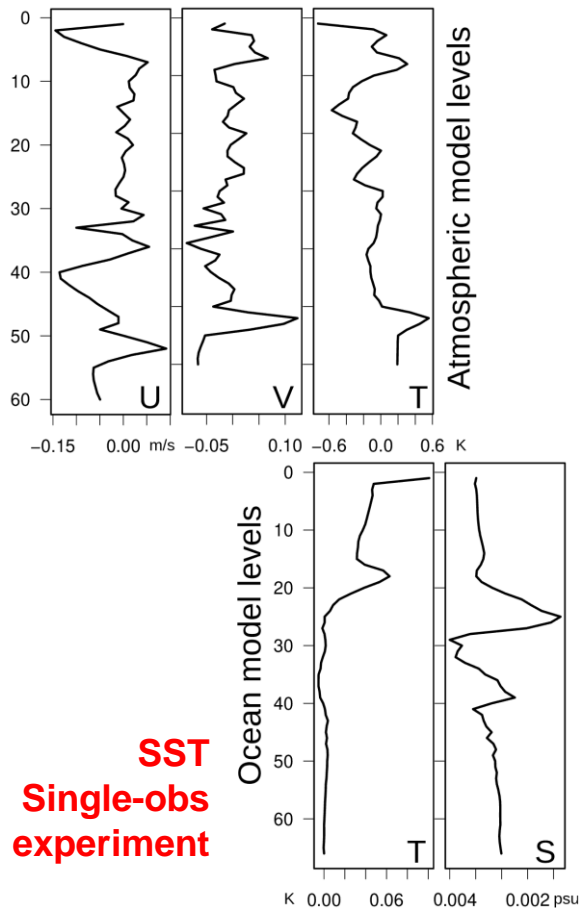 0
10
20
30
40
50
60
U
V
T
Atmospheric model levels
−0.15 0.00 m/s
−0.05 0.10
−0.6 0.0 0.6 K
0
10
20
30
40
50
60
Ocean model levels
T
S
SST
Single-obs
experiment
K 0.00 0.06
0.004 0.002 psu